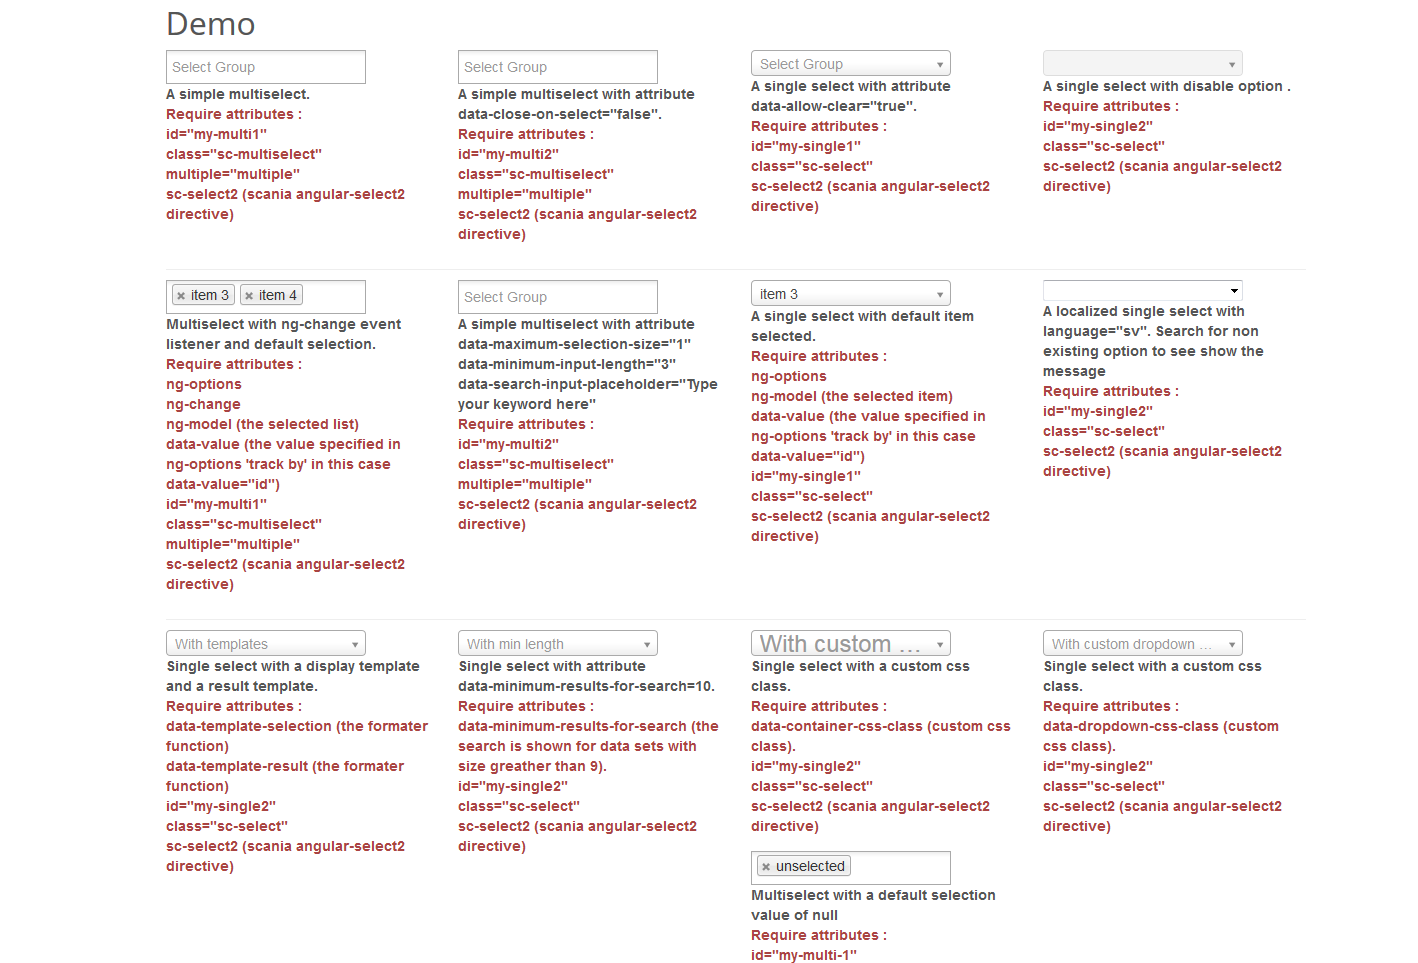 Demo
Select Group
A simple multiselect.
Require attributes :
id="my-multi1"
class="sc-multiselect"
multiple="multiple"
sc-select2 (scania angular-select2
directive)
Select Group
A simple multiselect with attribute
data-close-on-select="false".
Require attributes :
id="my-multi2"
class="sc-multiselect"
multiple="multiple"
sc-select2 (scania angular-select2
directive)
Select Group
A single select with attribute
data-allow-clear="true".
Require attributes :
id="my-single1"
class="sc-select"
sc-select2 (scania angular-select2
directive)
A single select with disable option .
Require attributes :
id="my-single2"
class="sc-select"
sc-select2 (scania angular-select2
directive)
× item 3 × item 4
Multiselect with ng-change event
listener and default selection.
Require attributes :
ng-options
ng-change
ng-model (the selected list)
data-value (the value specified in
ng-options 'track by' in this case
data-value="id")
id="my-multi1"
class="sc-multiselect"
multiple="multiple"
sc-select2 (scania angular-select2
directive)
Select Group
A simple multiselect with attribute
data-maximum-selection-size="1"
data-minimum-input-length="3"
data-search-input-placeholder="Type
your keyword here"
Require attributes :
id="my-multi2"
class="sc-multiselect"
multiple="multiple"
sc-select2 (scania angular-select2
directive)
item 3
A single select with default item
selected.
Require attributes :
ng-options
ng-model (the selected item)
data-value (the value specified in
ng-options 'track by' in this case
data-value="id")
id="my-single1"
class="sc-select"
sc-select2 (scania angular-select2
directive)
A localized single select with
language="sv". Search for non
existing option to see show the
message
Require attributes :
id="my-single2"
class="sc-select"
sc-select2 (scania angular-select2
directive)
With templates
Single select with a display template
and a result template.
Require attributes :
data-template-selection (the formater
function)
data-template-result (the formater
function)
id="my-single2"
class="sc-select"
sc-select2 (scania angular-select2
directive)
With min length
Single select with attribute
data-minimum-results-for-search=10.
Require attributes :
data-minimum-results-for-search (the
search is shown for data sets with
size greather than 9).
id="my-single2"
class="sc-select"
sc-select2 (scania angular-select2
directive)
With custom ...
Single select with a custom css
class.
Require attributes :
data-container-css-class (custom css
class).
id="my-single2"
class="sc-select"
sc-select2 (scania angular-select2
directive)
With custom dropdown ...
Single select with a custom css
class.
Require attributes :
data-dropdown-css-class (custom
css class).
id="my-single2"
class="sc-select"
sc-select2 (scania angular-select2
directive)
× unselected
Multiselect with a default selection
value of null
Require attributes :
id="my-multi-1"